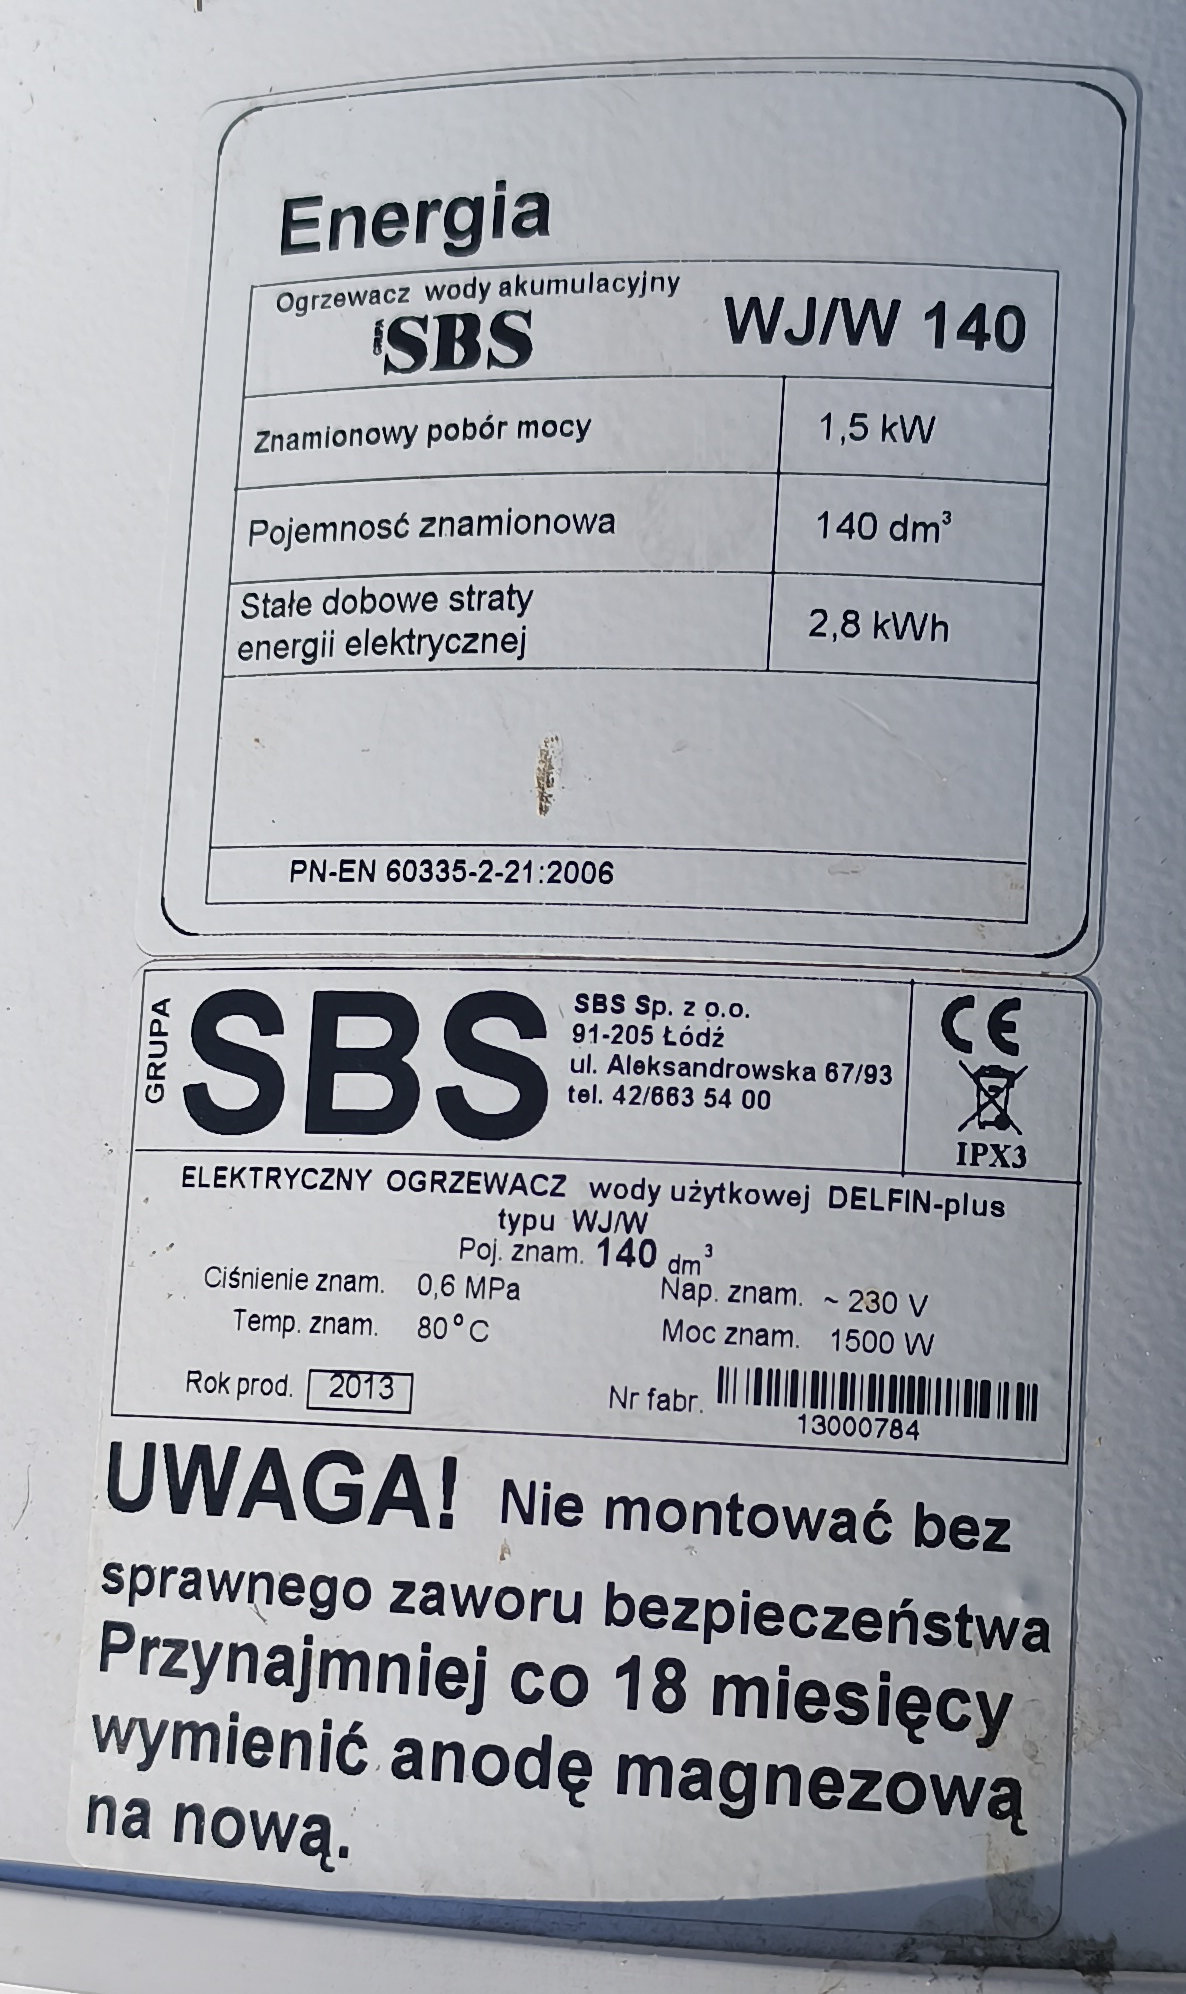 Energia
Ogrzewacz wody akumulacyjny
GRUPA SBS WJ/W 140
Znamionowy pobór mocy 1,5 kW
Pojemnosć znamionowa 140 dm³
Stałe dobowe straty
energii elektrycznej 2,8 kWh
PN-EN 60335-2-21:2006
GRUPA SBS
SBS Sp. z o.o.
91-205 Łódź
ul. Aleksandrowska 67/93
tel. 42/663 54 00
CE
IPX3
ELEKTRYCZNY OGRZEWACZ wody użytkowej DELFIN-plus
typu WJ/W
Poj. znam. 140 dm³
Ciśnienie znam. 0,6 MPa Nap. znam. ~ 230 V
Temp. znam. 80°C Moc znam. 1500 W
Rok prod. 2013 Nr fabr.
13000784
UWAGA! Nie montować bez
sprawnego zaworu bezpieczeństwa
Przynajmniej co 18 miesięcy
wymienić anodę magnezową
na nową.